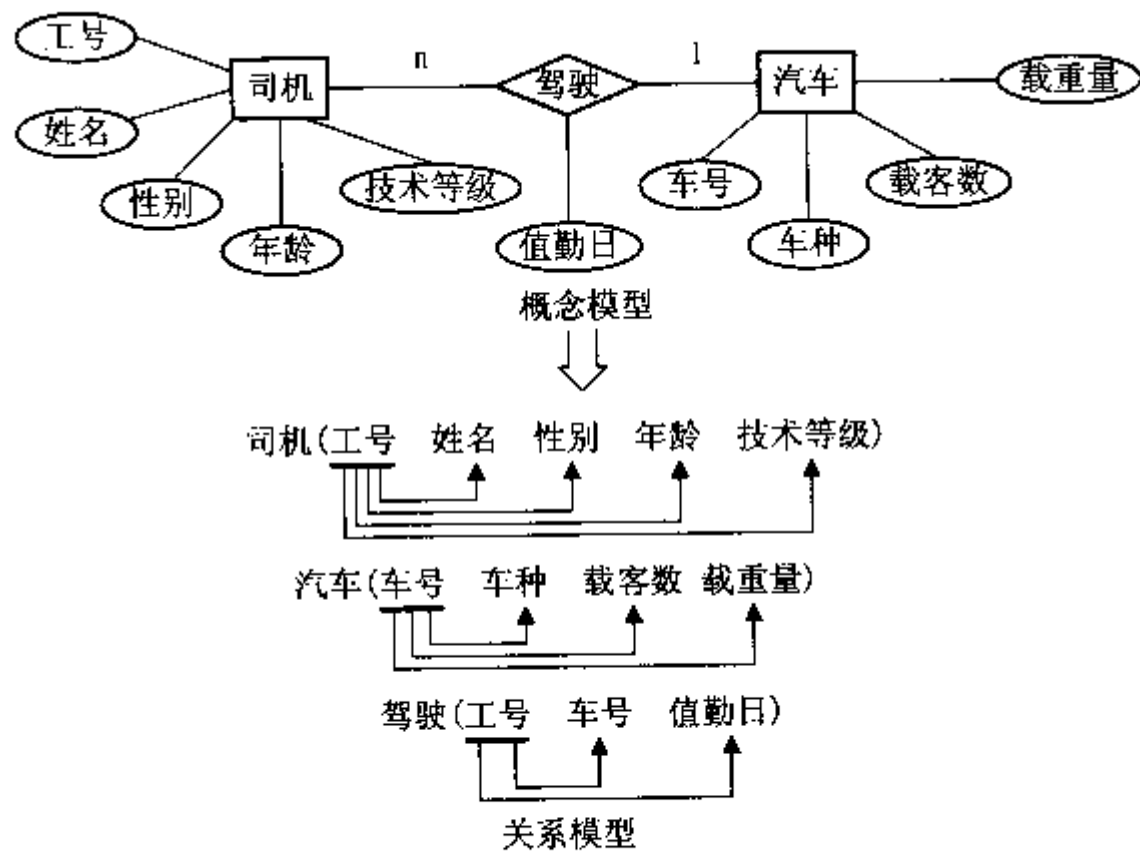 工号
n
1
司机
驾驶
汽车
载重量
姓名
性别
技术等级
车号
载客数
年龄
值勤日
车种
概念模型
司机(工号 姓名 性别 年龄 技术等级)
汽车(车号 车种 载客数 载重量)
驾驶(工号 车号 值勤日)
关系模型